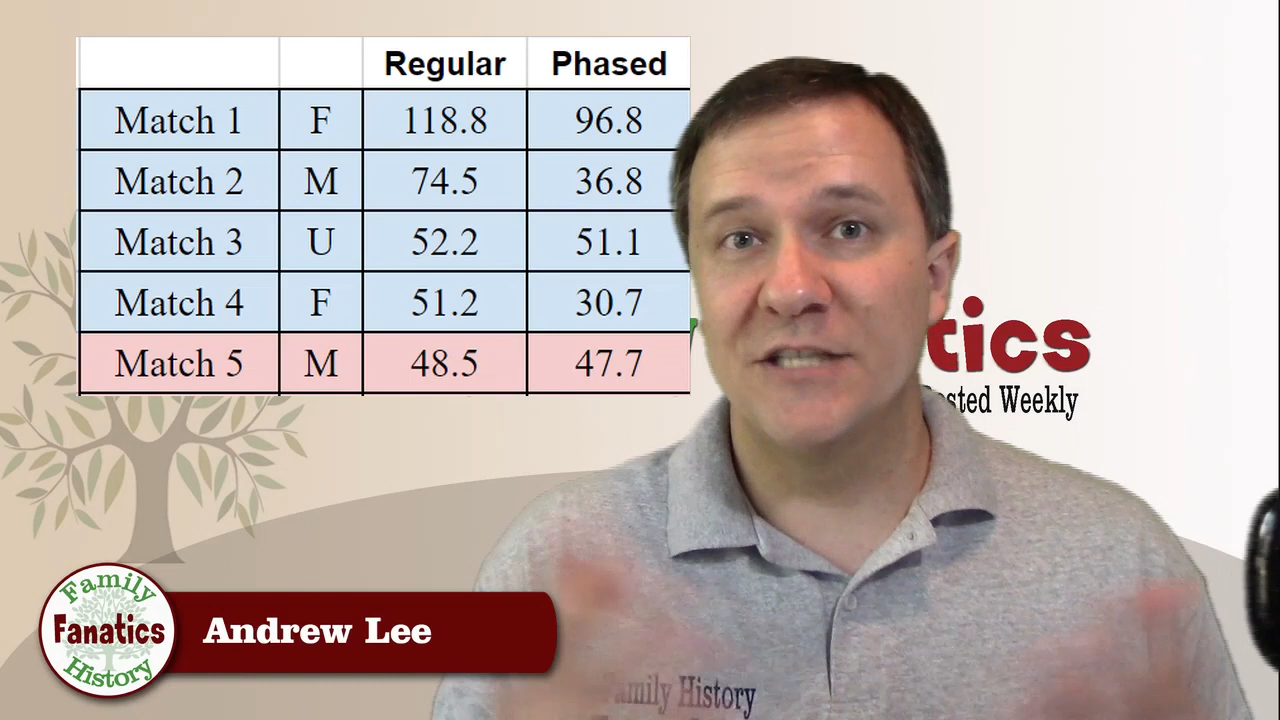 Regular Phased
Match 1 F 118.8 96.8
Match 2 M 74.5 36.8
Match 3 U 52.2 51.1
Match 4 F 51.2 30.7
Match 5 M 48.5 47.7
Weekly
Family
Fanatics
History
Andrew Lee
History